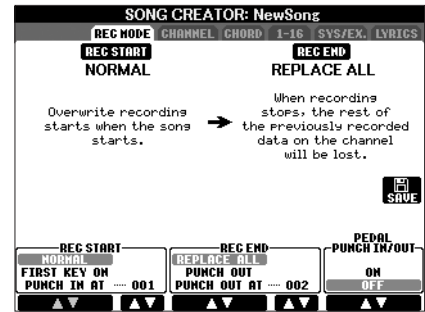 SONG CREATOR: NewSong
REC MODE CHANNEL CHORD 1-16 SYS/EX. LYRICS
REC START
NORMAL
Overwrite recording
starts when the song
starts.
REC END
REPLACE ALL
When recording
stops, the rest of
the previously recorded
data on the channel
will be lost.
SAVE
REC START
NORMAL
FIRST KEY ON
PUNCH IN AT ···· 001
REC END
REPLACE ALL
PUNCH OUT
PUNCH OUT AT ···· 002
PEDAL
PUNCH IN/OUT
ON
OFF